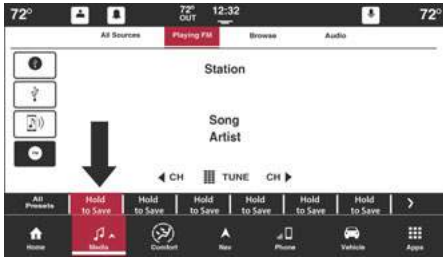 72° 72° OUT 12:32 72°
All Sources Playing FM Browse Audio
Station
Song
Artist
CH TUNE CH
All Presets Hold to Save Hold to Save Hold to Save Hold to Save Hold to Save Hold to Save
Home Media Comfort Nav Phone Vehicle Apps